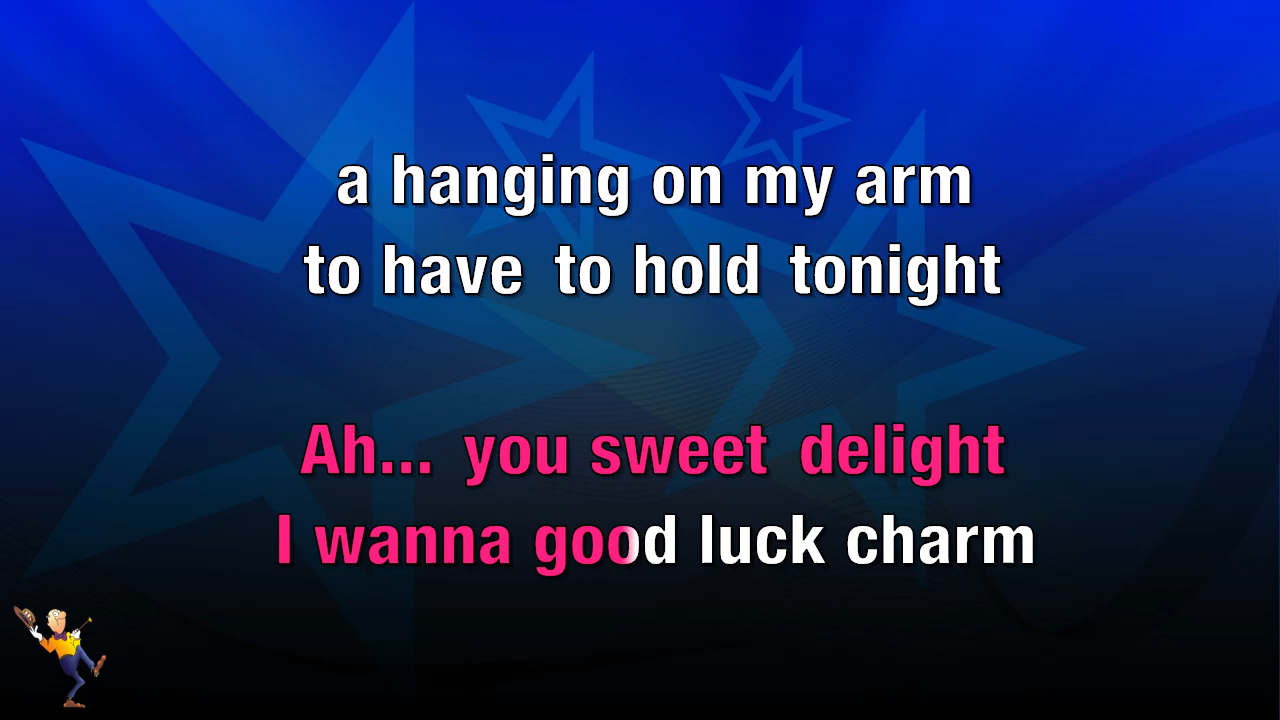 a hanging on my arm
to have to hold tonight
Ah... you sweet delight
I wanna good luck charm